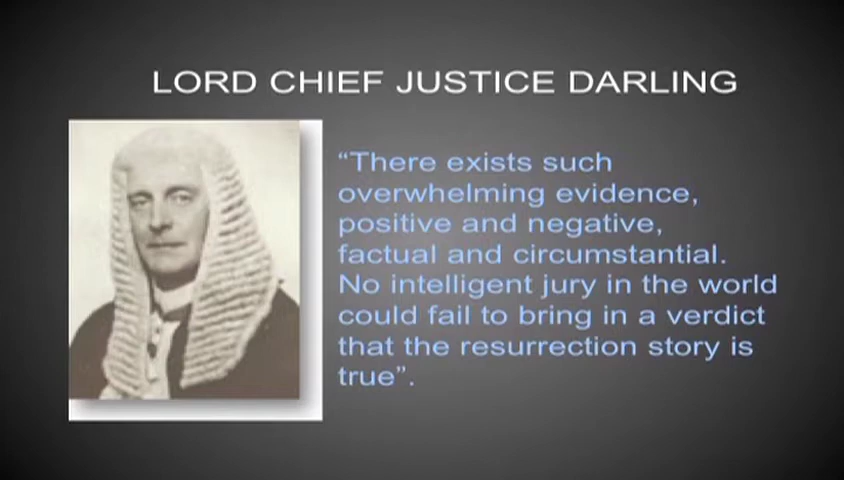 LORD CHIEF JUSTICE DARLING
“There exists such
overwhelming evidence,
positive and negative,
factual and circumstantial.
No intelligent jury in the world
could fail to bring in a verdict
that the resurrection story is
true”.